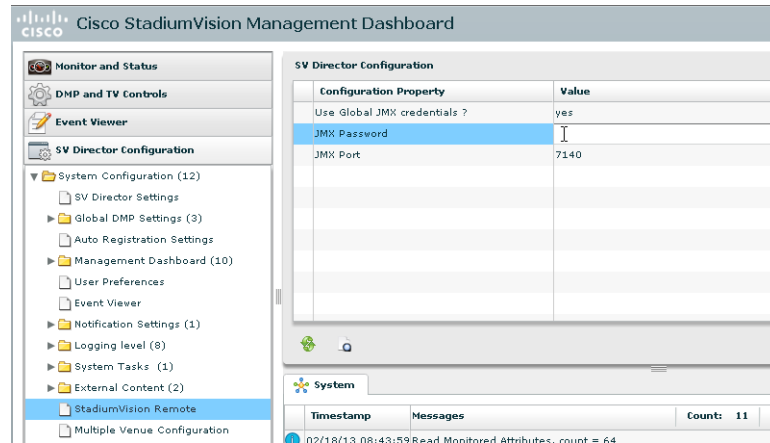 CISCO
Cisco StadiumVision Management Dashboard
Monitor and Status
DMP and TV Controls
Event Viewer
SV Director Configuration
System Configuration (12)
SV Director Settings
Global DMP Settings (3)
Auto Registration Settings
Management Dashboard (10)
User Preferences
Event Viewer
Notification Settings (1)
Logging level (8)
System Tasks (1)
External Content (2)
StadiumVision Remote
Multiple Venue Configuration
SV Director Configuration
Configuration Property Value
Use Global JMX credentials ? yes
JMX Password
JMX Port 7140
System
Timestamp Messages Count: 11
02/18/13 08:43:59 Read Monitored Attributes, count = 64